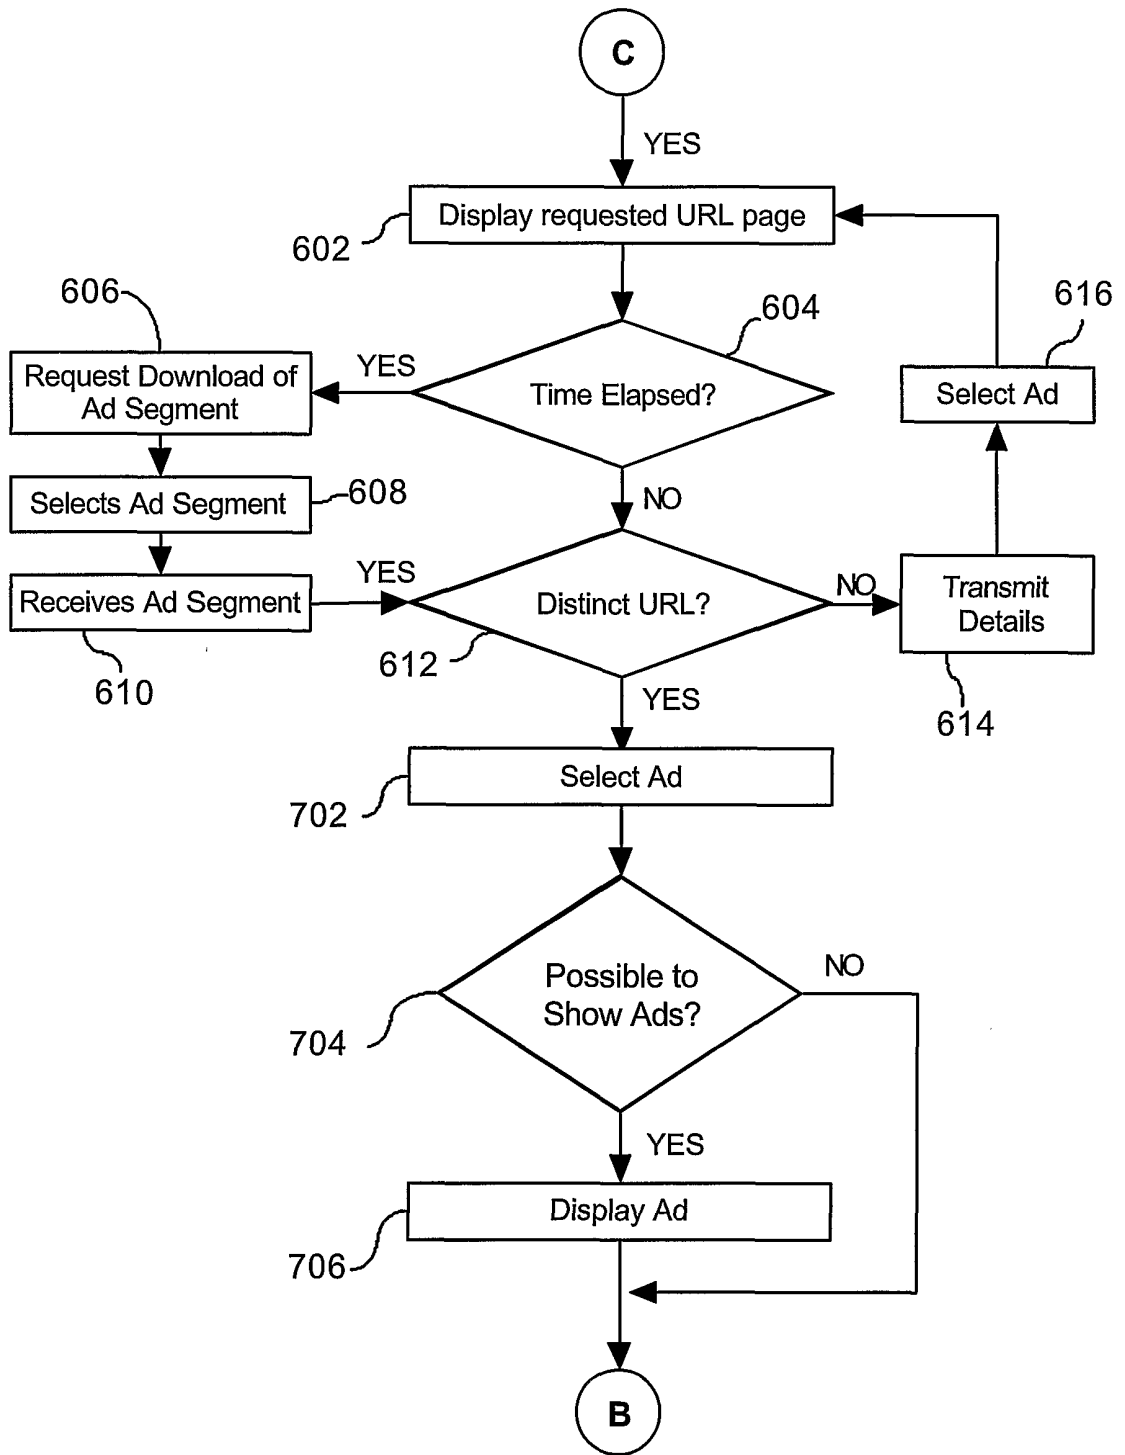 C
YES
Display requested URL page
602
606
604
616
YES
Request Download of
Ad Segment
Time Elapsed?
Select Ad
Selects Ad Segment
608
NO
YES
Receives Ad Segment
Distinct URL?
NO
Transmit
Details
612
610
YES
614
Select Ad
702
NO
Possible to
Show Ads?
704
YES
Display Ad
706
B